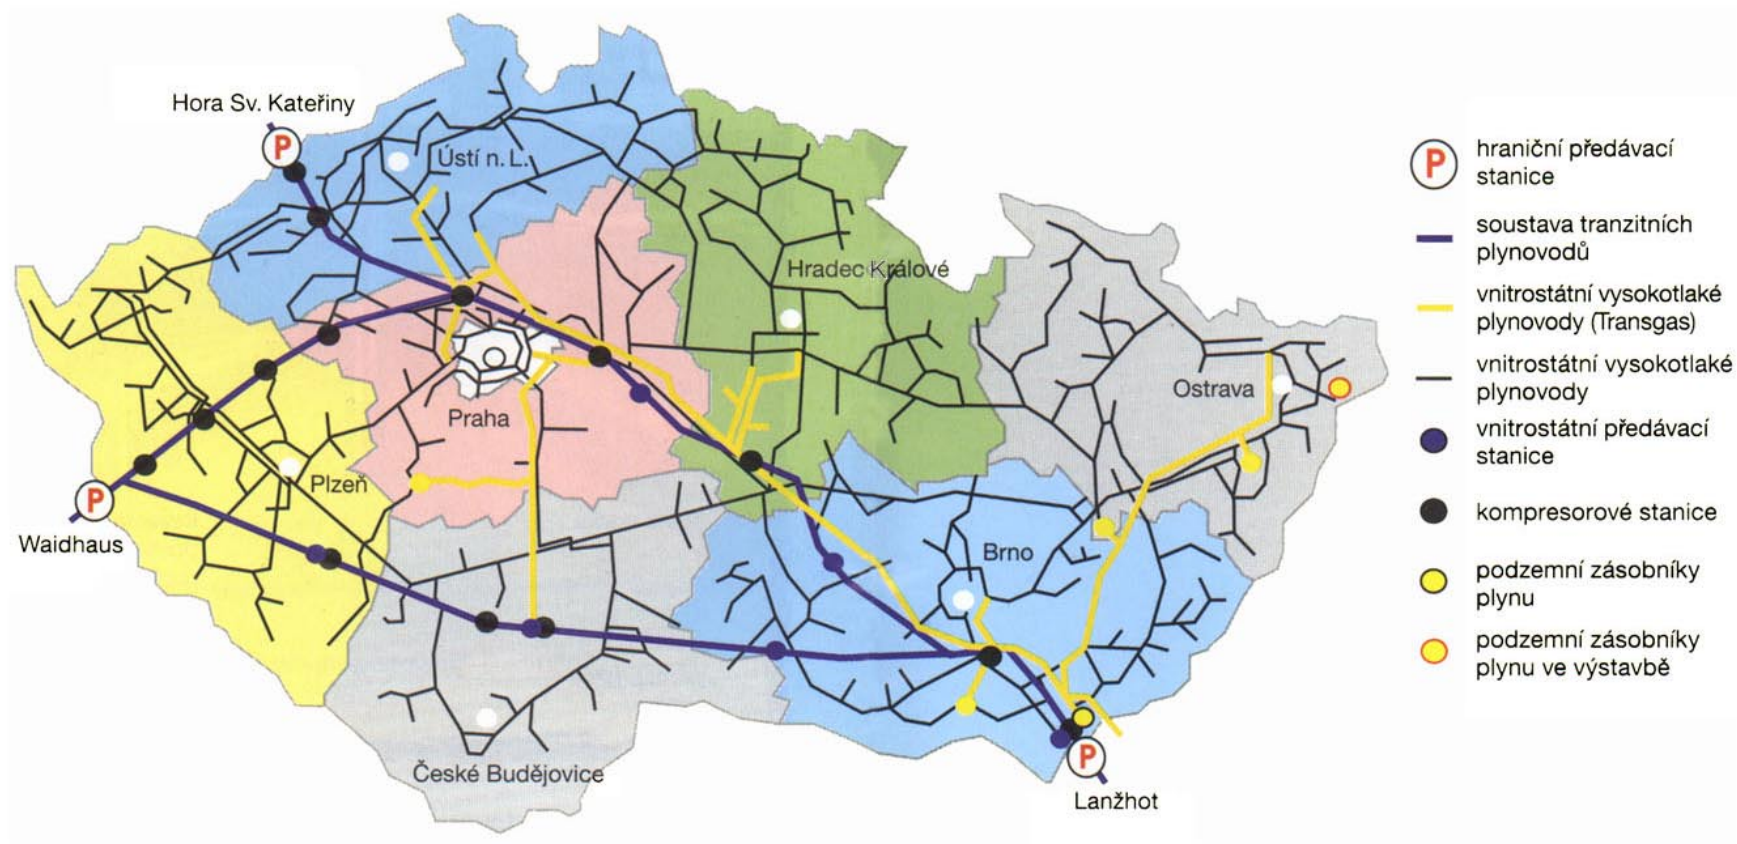 Hora Sv. Kateřiny
P
Ústí n. L.
Hradec Králové
Ostrava
Praha
Plzeň
P
Waidhaus
Brno
České Budějovice
P
Lanžhot
P
hraniční předávací
stanice
soustava tranzitních
plynovodů
vnitrostátní vysokotlaké
plynovody (Transgas)
vnitrostátní vysokotlaké
plynovody
vnitrostátní předávací
stanice
kompresorové stanice
podzemní zásobníky
plynu
podzemní zásobníky
plynu ve výstavbě